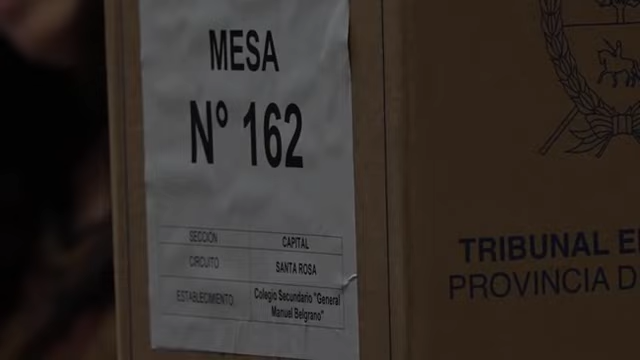 MESA
N° 162
SECCIÓN CAPITAL
CIRCUITO SANTA ROSA
ESTABLECIMIENTO Colegio Secundario "General
Manuel Belgrano"
TRIBUNAL
PROVINCIA D